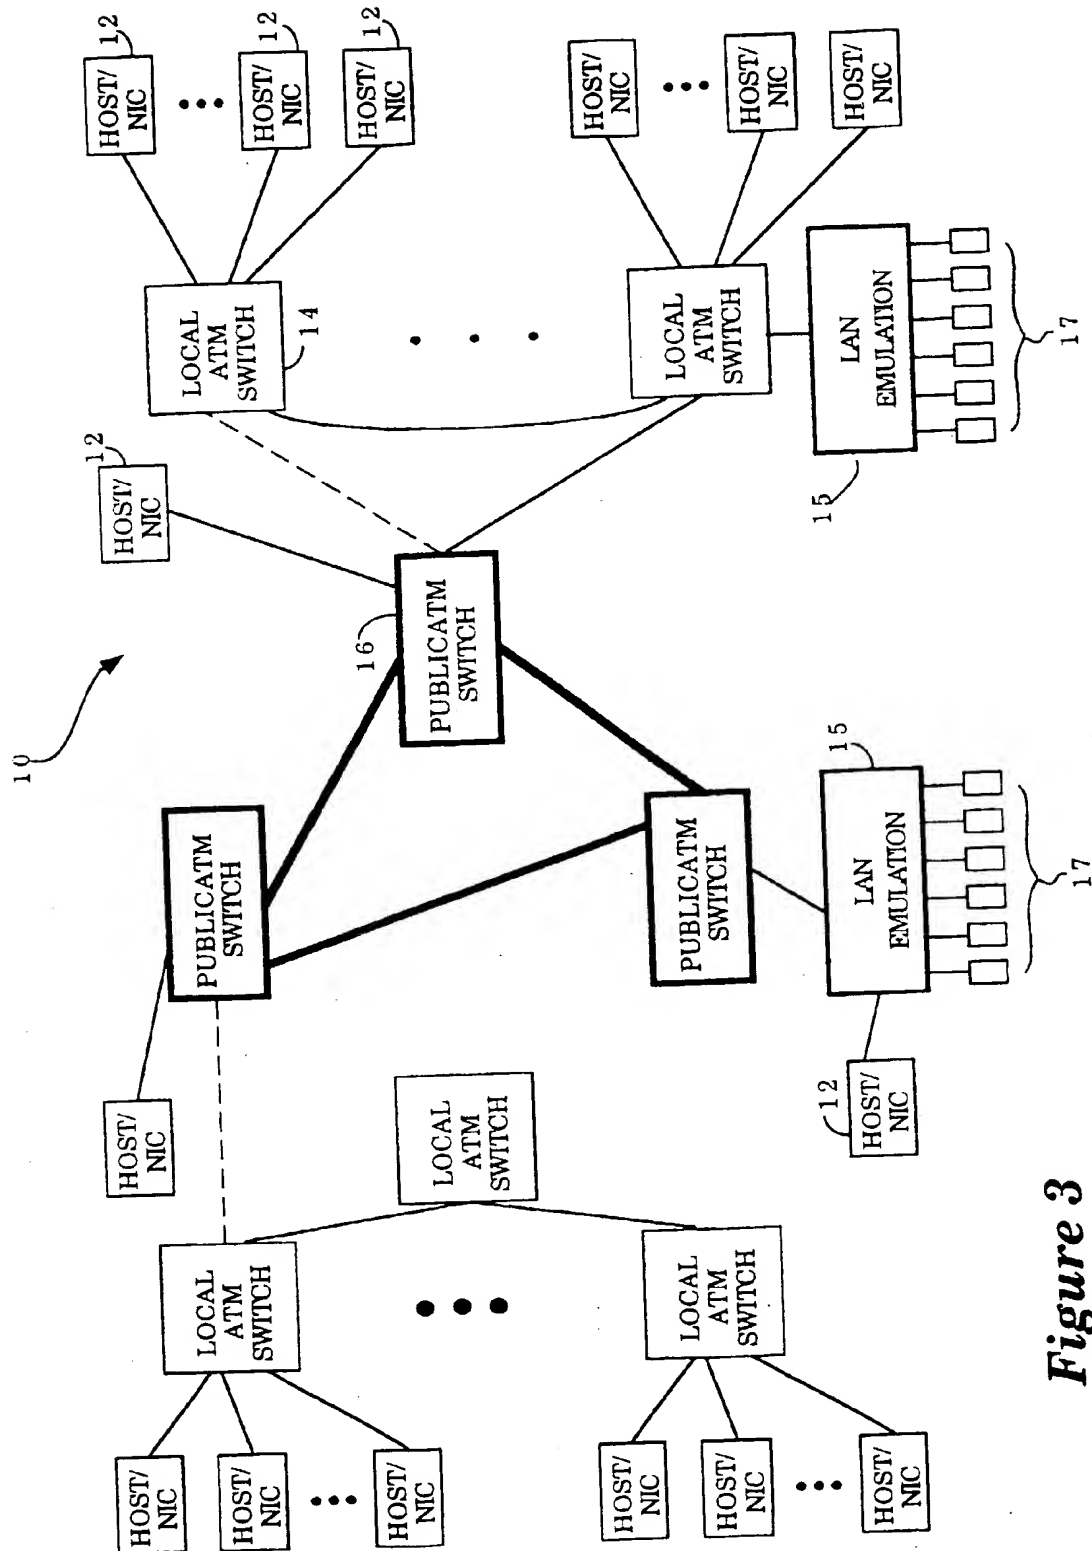 10
HOST/
NIC
HOST/
NIC
HOST/
NIC
LOCAL
ATM
SWITCH
HOST/
NIC
PUBLICATM
SWITCH
HOST/
NIC
12
LOCAL
ATM
SWITCH
14
HOST/
NIC
12
HOST/
NIC
12
HOST/
NIC
12
LOCAL
ATM
SWITCH
16
PUBLICATM
SWITCH
HOST/
NIC
HOST/
NIC
HOST/
NIC
LOCAL
ATM
SWITCH
PUBLICATM
SWITCH
LOCAL
ATM
SWITCH
HOST/
NIC
HOST/
NIC
HOST/
NIC
12
HOST/
NIC
15
LAN
EMULATION
17
15
LAN
EMULATION
17
Figure 3